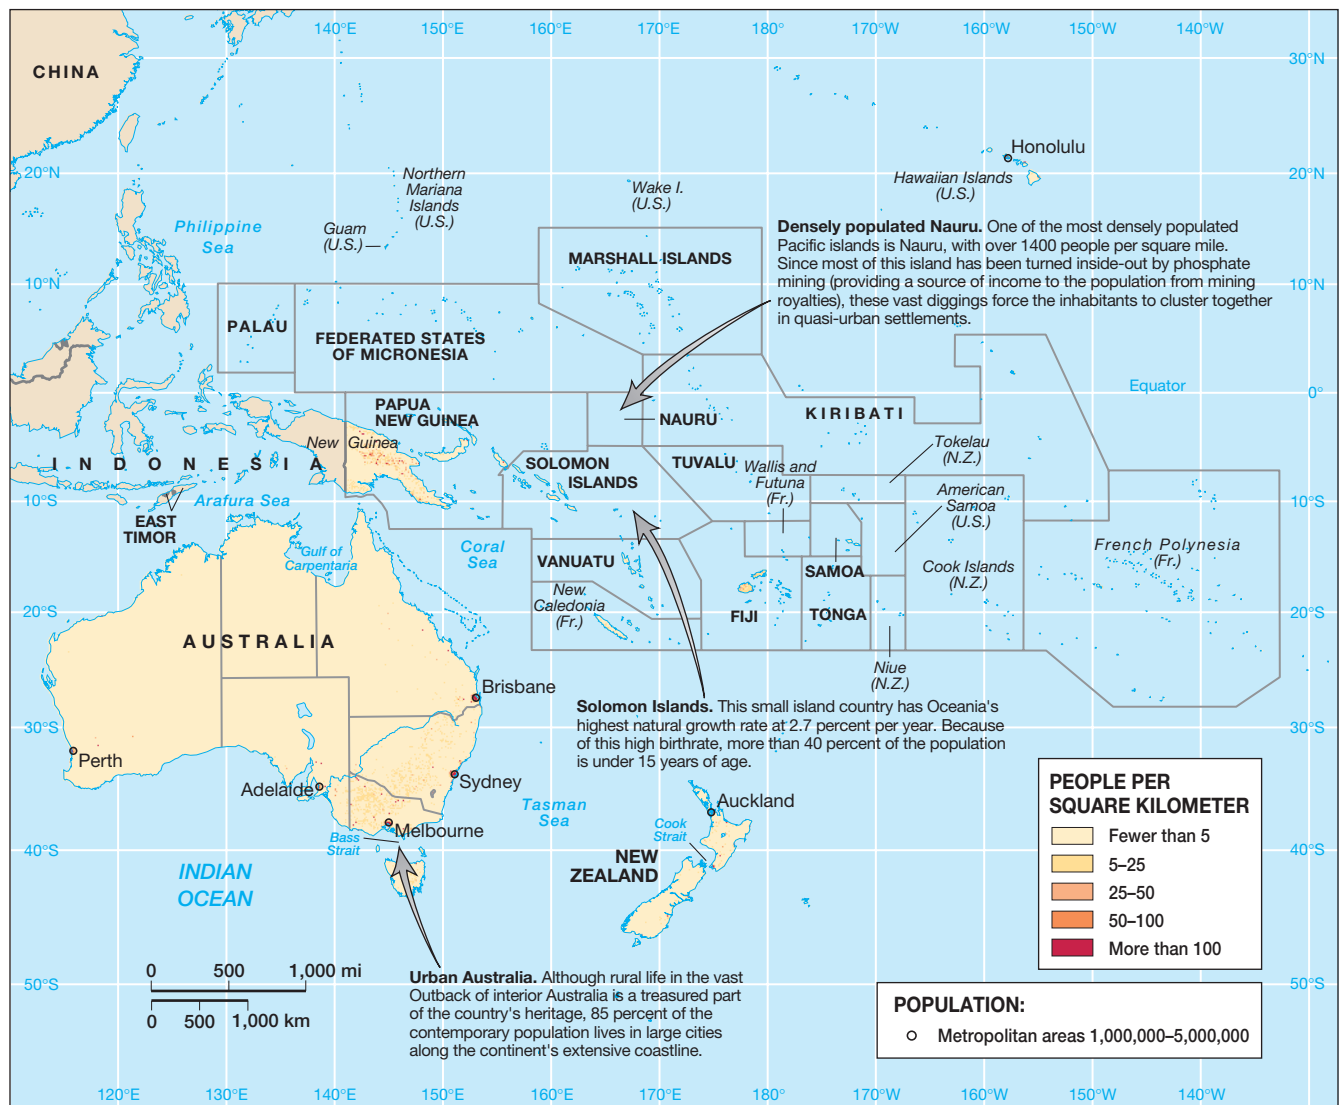 140°E 150°E 160°E 170°E 180° 170°W 160°W 150°W 140°W
30°N 30°N
CHINA
Honolulu
20°N 20°N
Northern
Mariana
Islands
(U.S.)
Wake I.
(U.S.)
Hawaiian Islands
(U.S.)
Philippine
Sea
Guam
(U.S.)
Densely populated Nauru. One of the most densely populated
Pacific islands is Nauru, with over 1400 people per square mile.
Since most of this island has been turned inside-out by phosphate
mining (providing a source of income to the population from mining
royalties), these vast diggings force the inhabitants to cluster together
in quasi-urban settlements.
MARSHALL ISLANDS
10°N 10°N
PALAU
FEDERATED STATES
OF MICRONESIA
Equator
0°
PAPUA
NEW GUINEA
NAURU
KIRIBATI
New Guinea
Tokelau
(N.Z.)
INDONESIA
SOLOMON
ISLANDS
TUVALU
Wallis and
Futuna
(Fr.)
American
Samoa
(U.S.)
10°S 10°S
Arafura Sea
EAST
TIMOR
Gulf of
Carpentaria
Coral
Sea
VANUATU
SAMOA
Cook Islands
(N.Z.)
French Polynesia
(Fr.)
New
Caledonia
(Fr.)
20°S 20°S
FIJI
TONGA
AUSTRALIA
Niue
(N.Z.)
Brisbane
Solomon Islands. This small island country has Oceania's
highest natural growth rate at 2.7 percent per year. Because
of this high birthrate, more than 40 percent of the population
is under 15 years of age.
30°S 30°S
Perth
Adelaide
Sydney
Melbourne
Bass
Strait
Tasman
Sea
Auckland
Cook
Strait
NEW
ZEALAND
40°S 40°S
INDIAN
OCEAN
PEOPLE PER
SQUARE KILOMETER
Fewer than 5
5–25
25–50
50–100
More than 100
0 500 1,000 mi
0 500 1,000 km
50°S 50°S
Urban Australia. Although rural life in the vast
Outback of interior Australia is a treasured part
of the country's heritage, 85 percent of the
contemporary population lives in large cities
along the continent's extensive coastline.
POPULATION:
Metropolitan areas 1,000,000–5,000,000
120°E 130°E 140°E 150°E 160°E 170°E 180° 170°W 160°W 150°W 140°W